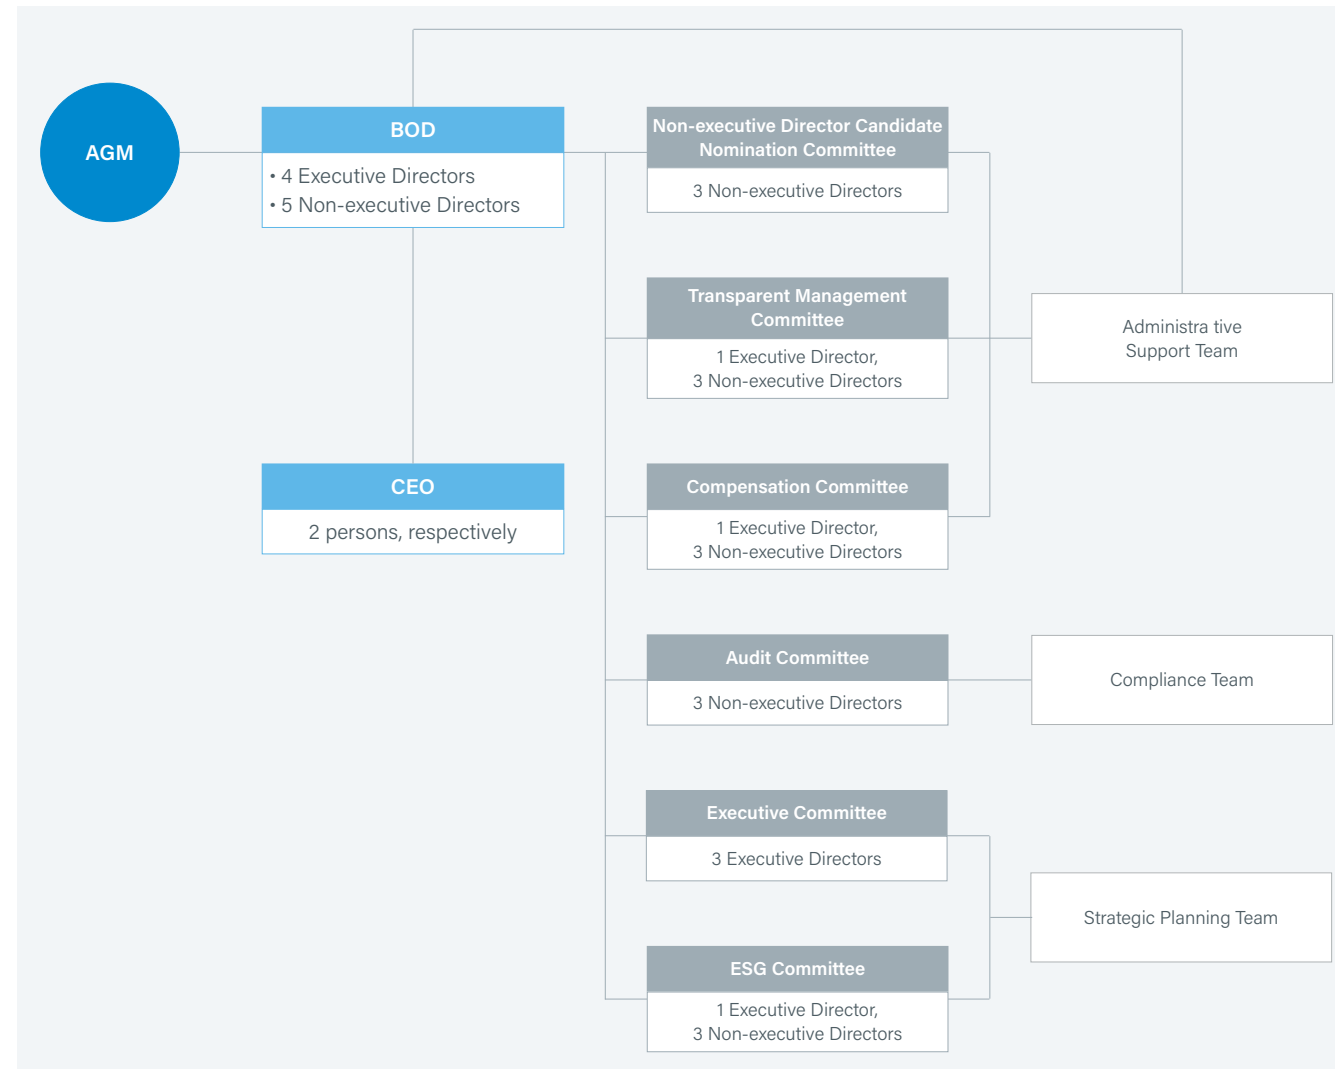 AGM
BOD
• 4 Executive Directors
• 5 Non-executive Directors
CEO
2 persons, respectively
Non-executive Director Candidate
Nomination Committee
3 Non-executive Directors
Transparent Management
Committee
1 Executive Director,
3 Non-executive Directors
Compensation Committee
1 Executive Director,
3 Non-executive Directors
Audit Committee
3 Non-executive Directors
Executive Committee
3 Executive Directors
ESG Committee
1 Executive Director,
3 Non-executive Directors
Administra tive
Support Team
Compliance Team
Strategic Planning Team